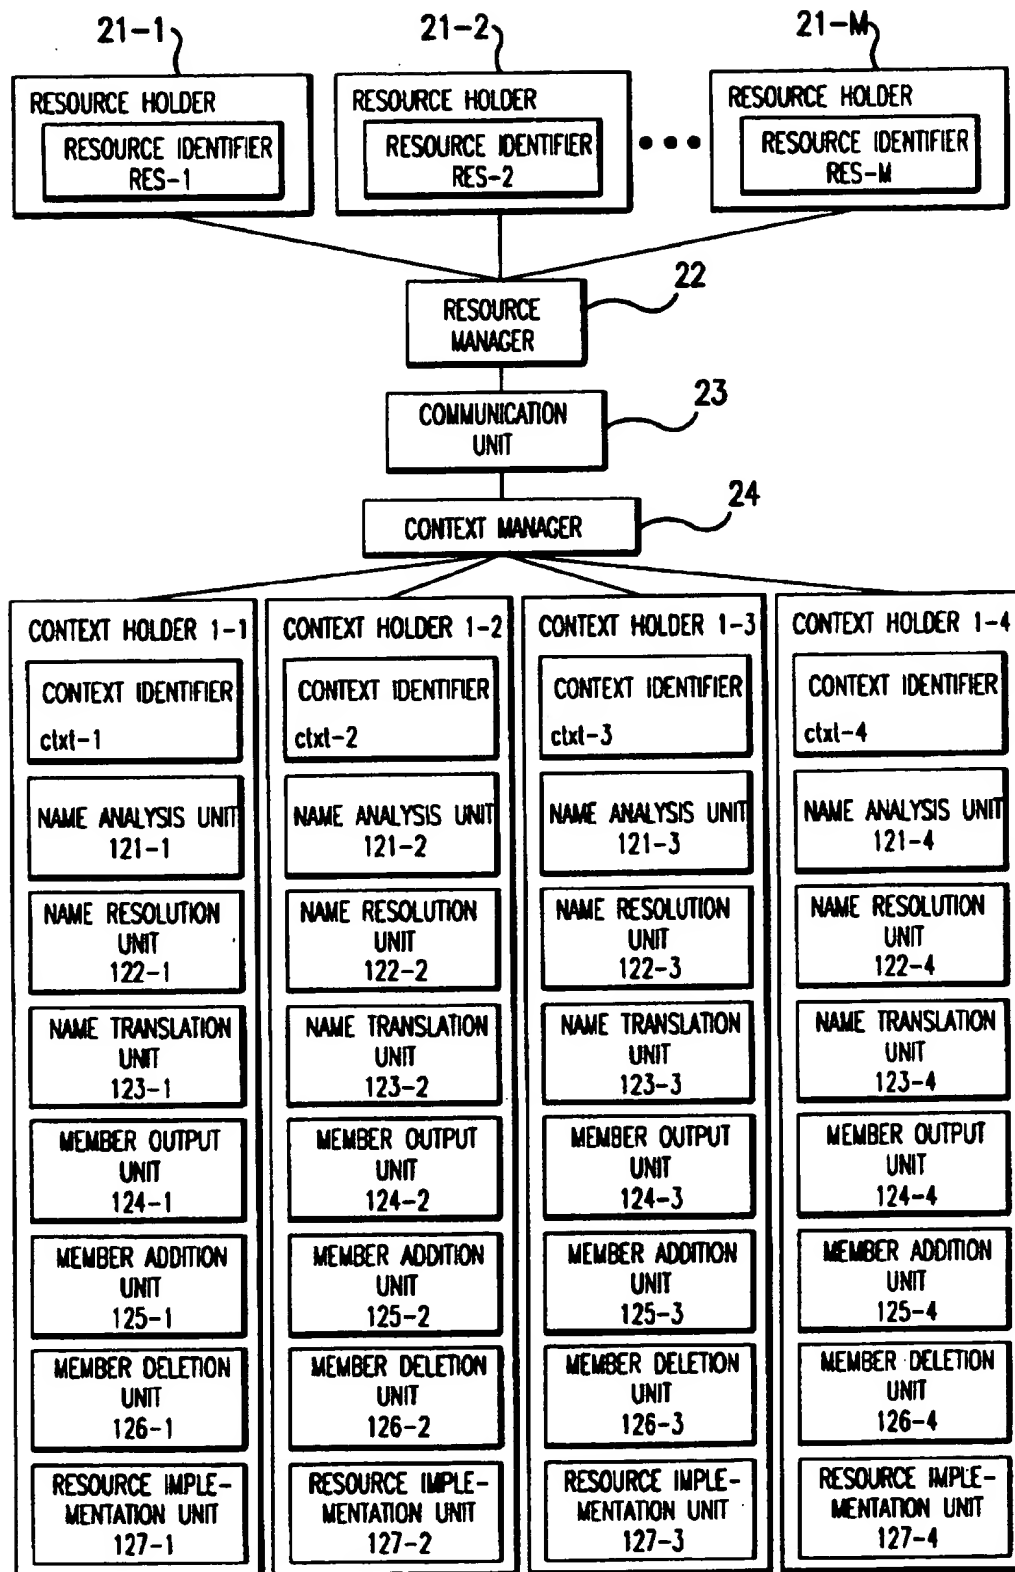 21-1
21-2
21-M
RESOURCE HOLDER
RESOURCE IDENTIFIER
RES-1
RESOURCE HOLDER
RESOURCE IDENTIFIER
RES-2
RESOURCE HOLDER
RESOURCE IDENTIFIER
RES-M
RESOURCE
MANAGER
22
COMMUNICATION
UNIT
23
CONTEXT MANAGER
24
CONTEXT HOLDER 1-1
CONTEXT IDENTIFIER
ctxt-1
NAME ANALYSIS UNIT
121-1
NAME RESOLUTION
UNIT
122-1
NAME TRANSLATION
UNIT
123-1
MEMBER OUTPUT
UNIT
124-1
MEMBER ADDITION
UNIT
125-1
MEMBER DELETION
UNIT
126-1
RESOURCE IMPLE-
MENTATION UNIT
127-1
CONTEXT HOLDER 1-2
CONTEXT IDENTIFIER
ctxt-2
NAME ANALYSIS UNIT
121-2
NAME RESOLUTION
UNIT
122-2
NAME TRANSLATION
UNIT
123-2
MEMBER OUTPUT
UNIT
124-2
MEMBER ADDITION
UNIT
125-2
MEMBER DELETION
UNIT
126-2
RESOURCE IMPLE-
MENTATION UNIT
127-2
CONTEXT HOLDER 1-3
CONTEXT IDENTIFIER
ctxt-3
NAME ANALYSIS UNIT
121-3
NAME RESOLUTION
UNIT
122-3
NAME TRANSLATION
UNIT
123-3
MEMBER OUTPUT
UNIT
124-3
MEMBER ADDITION
UNIT
125-3
MEMBER DELETION
UNIT
126-3
RESOURCE IMPLE-
MENTATION UNIT
127-3
CONTEXT HOLDER 1-4
CONTEXT IDENTIFIER
ctxt-4
NAME ANALYSIS UNIT
121-4
NAME RESOLUTION
UNIT
122-4
NAME TRANSLATION
UNIT
123-4
MEMBER OUTPUT
UNIT
124-4
MEMBER ADDITION
UNIT
125-4
MEMBER DELETION
UNIT
126-4
RESOURCE IMPLE-
MENTATION UNIT
127-4